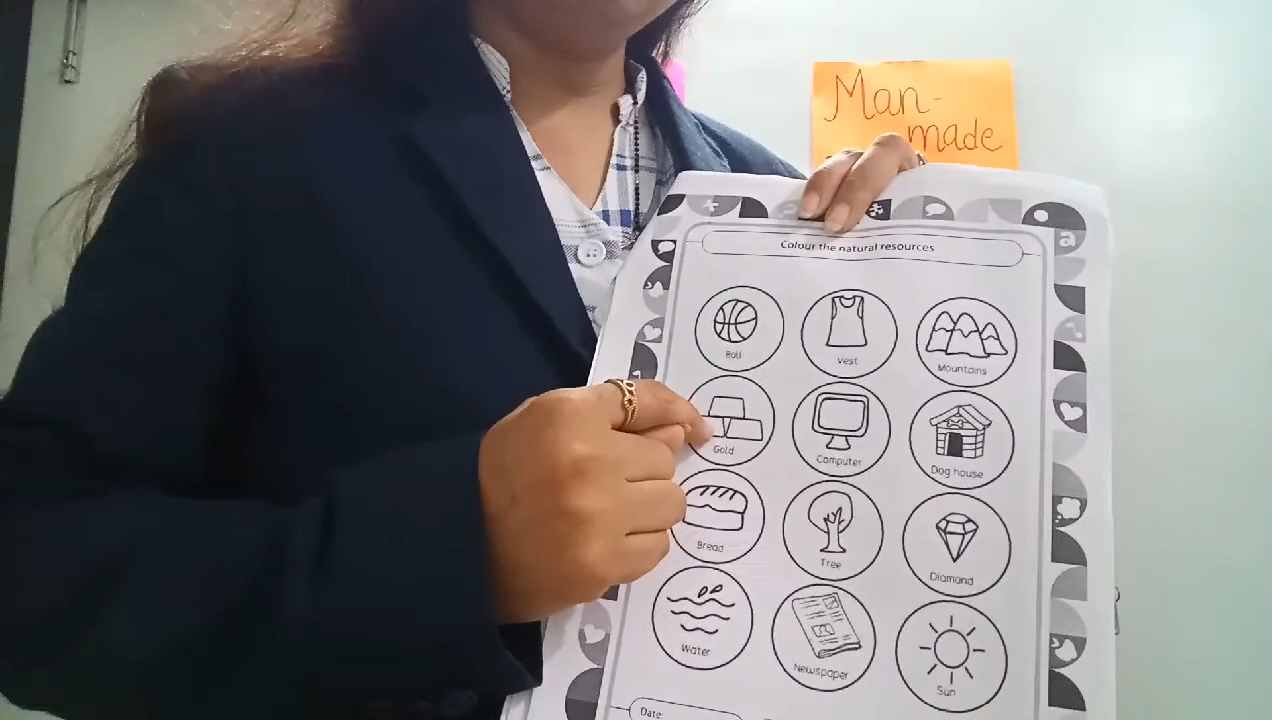 Man-
made
Colour the natural resources
Ball
Vest
Mountains
Gold
Computer
Dog house
Bread
Tree
Diamond
Water
Newspaper
Sun
Date: